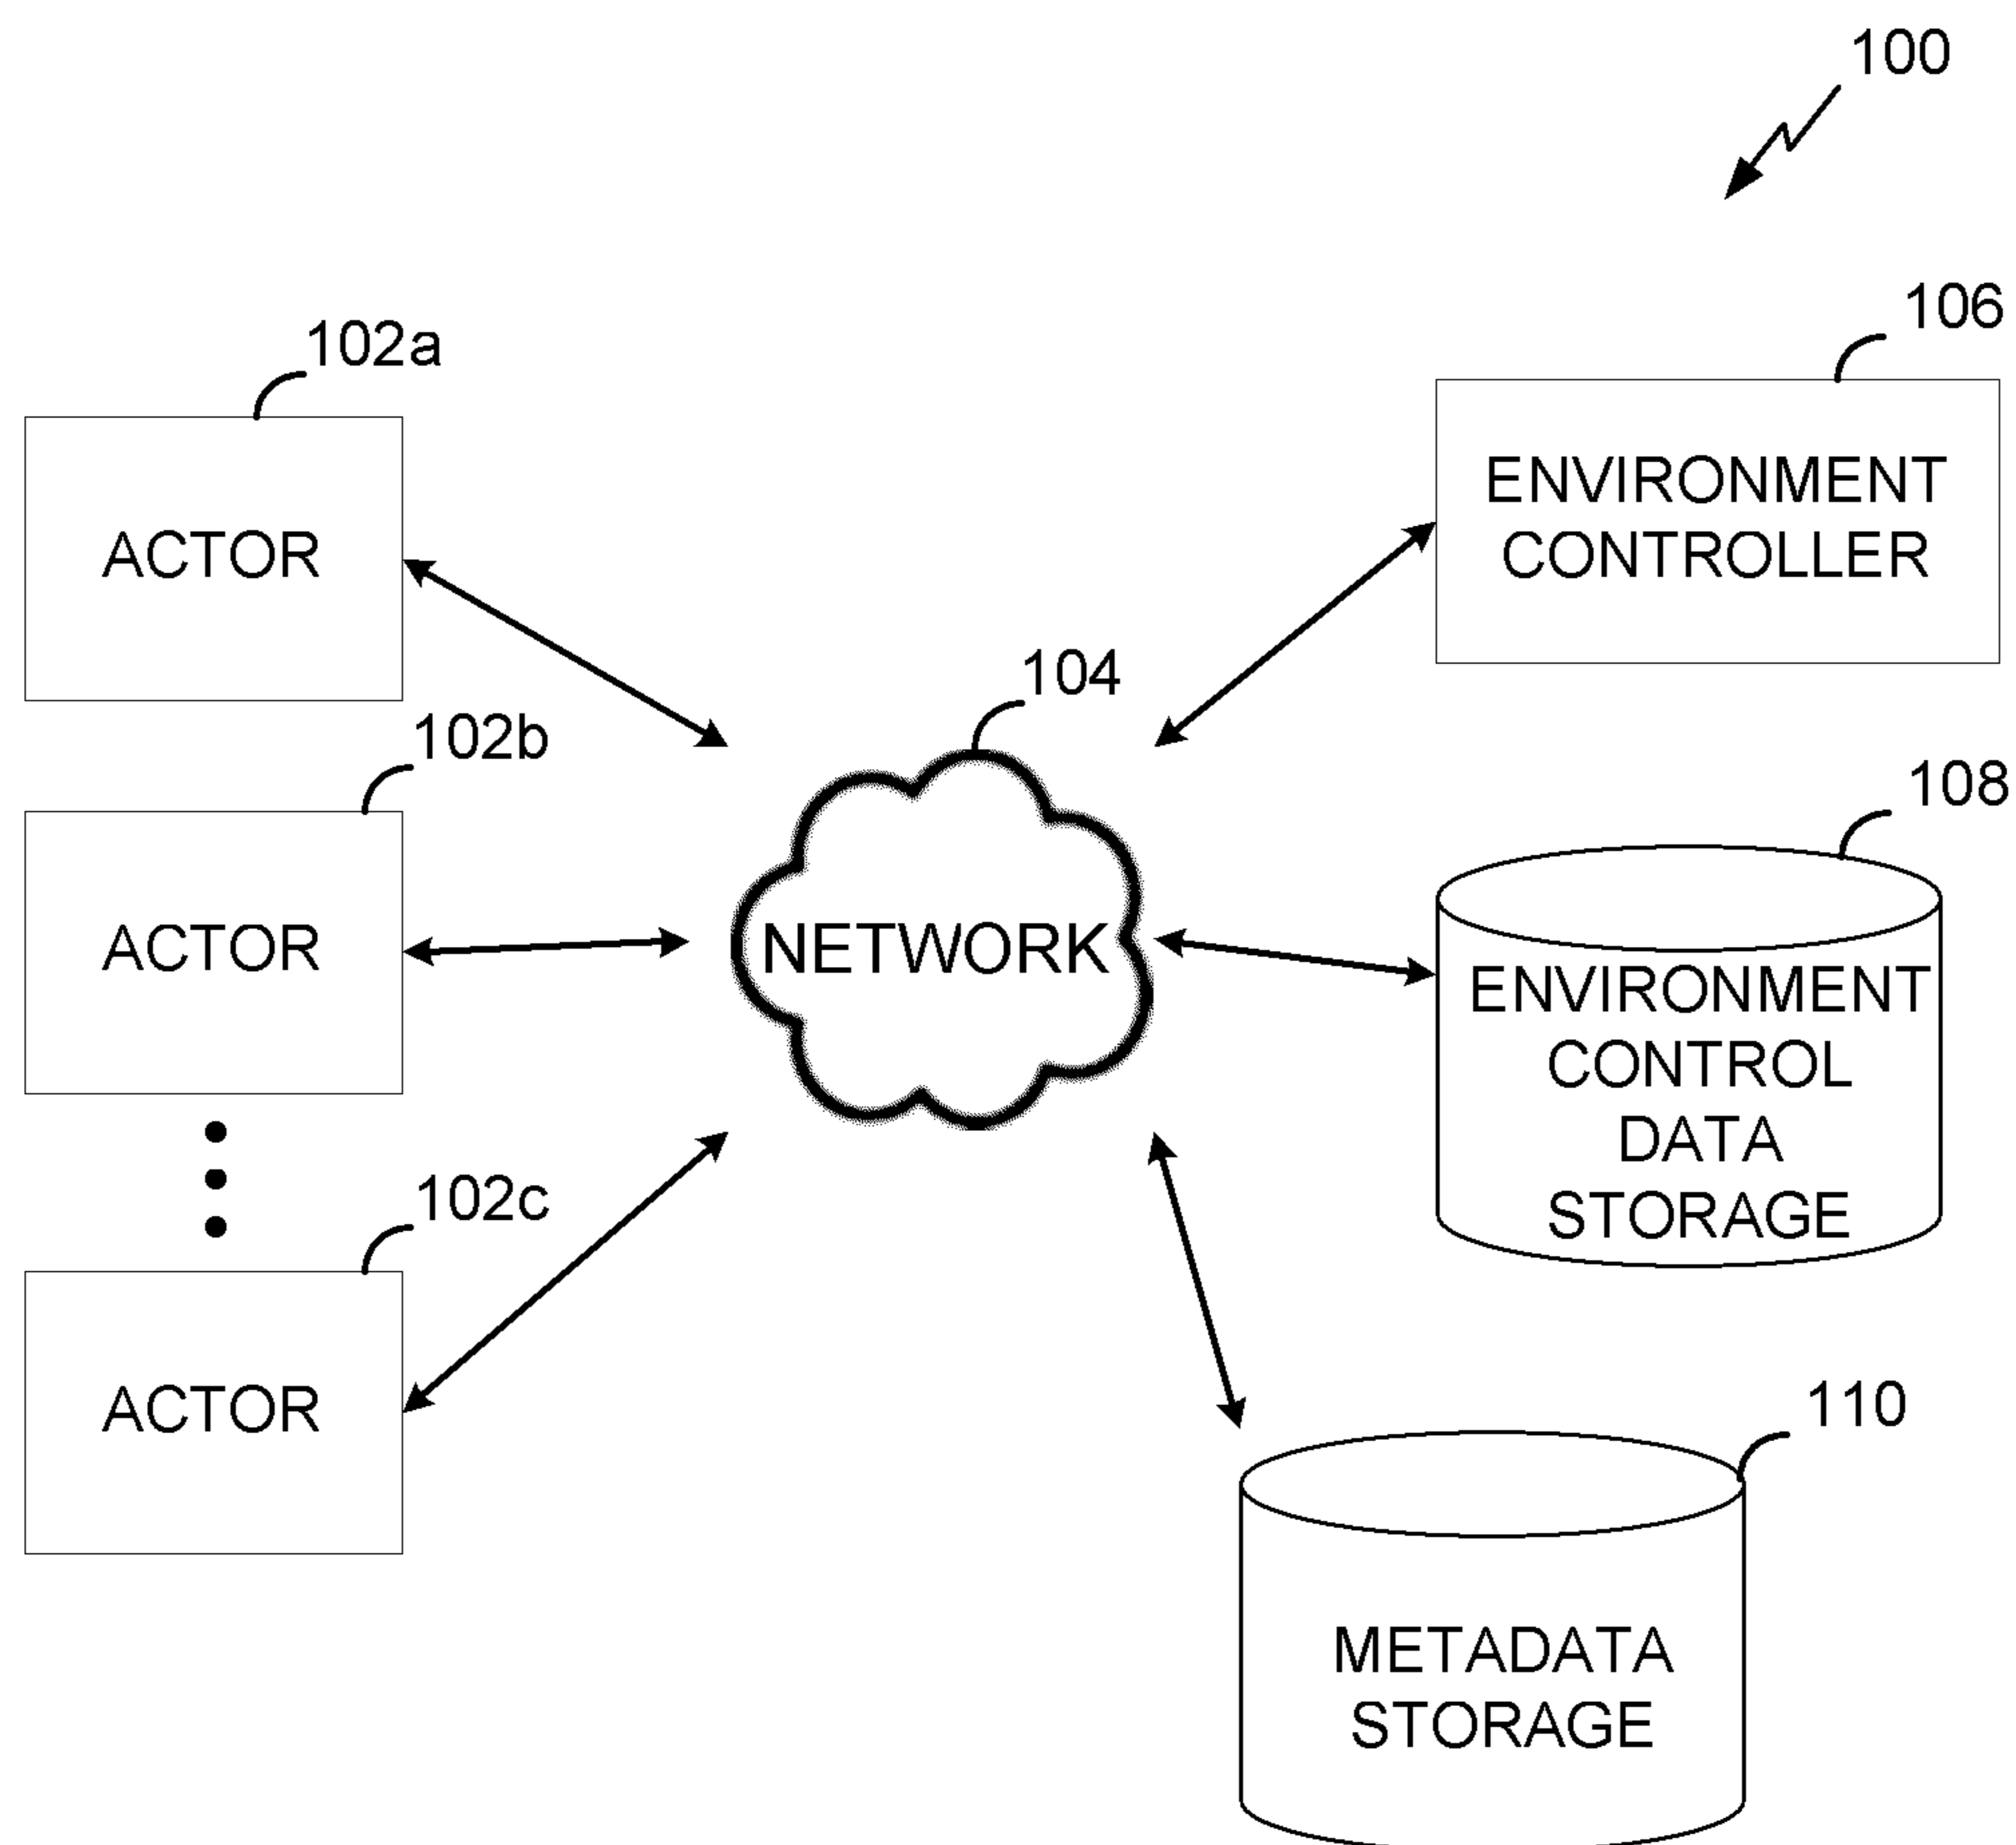 100
106
102a
ACTOR
ENVIRONMENT
CONTROLLER
104
102b
108
ACTOR
NETWORK
ENVIRONMENT
CONTROL
DATA
STORAGE
102c
ACTOR
110
METADATA
STORAGE